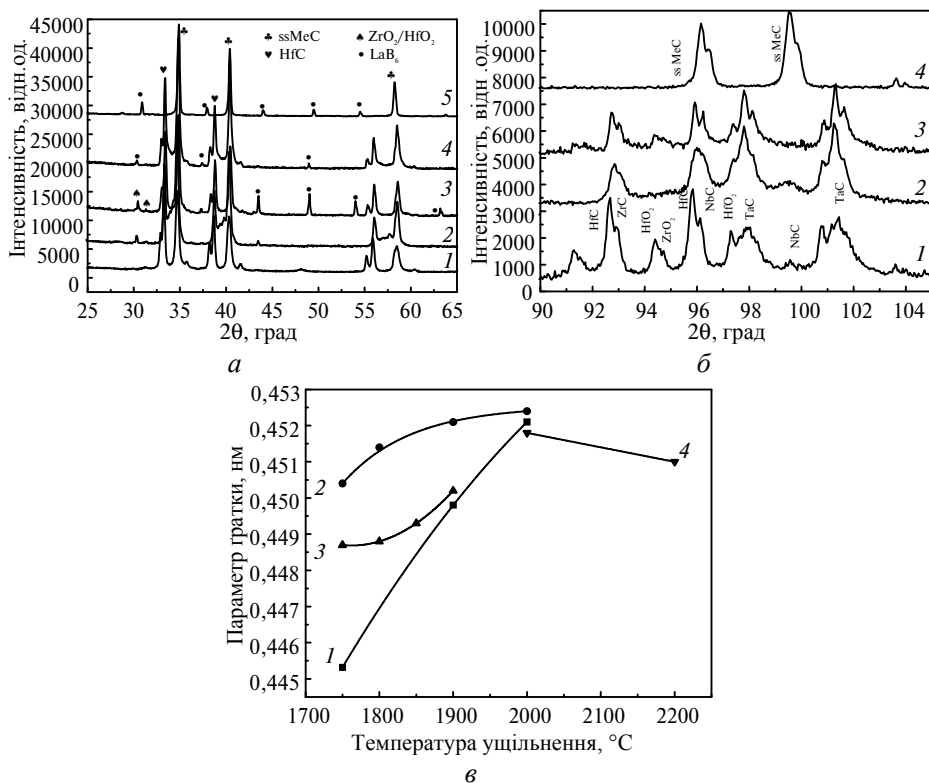 45000
40000
35000
30000
25000
20000
15000
10000
5000
0
Інтенсивність, відн.од.
♣ ssMeC
♠ ZrO₂/HfO₂
♥ HfC
• LaB₆
5
4
3
2
1
25 30 35 40 45 50 55 60 65
2θ, град
а
10000
9000
8000
7000
6000
5000
4000
3000
2000
1000
0
Інтенсивність, відн .од.
ss MeC
ss MeC
4
3
2
1
HfC
ZrC
HfO₂
ZrO₂
HfC
NbC
HfO₂
TaC
NbC
TaC
90 92 94 96 98 100 102 104
2θ, град
б
0,453
0,452
0,451
0,450
0,449
0,448
0,447
0,446
0,445
Параметр ґратки, нм
2
3
1
4
1700 1800 1900 2000 2100 2200
Температура ущільнення, °C
в